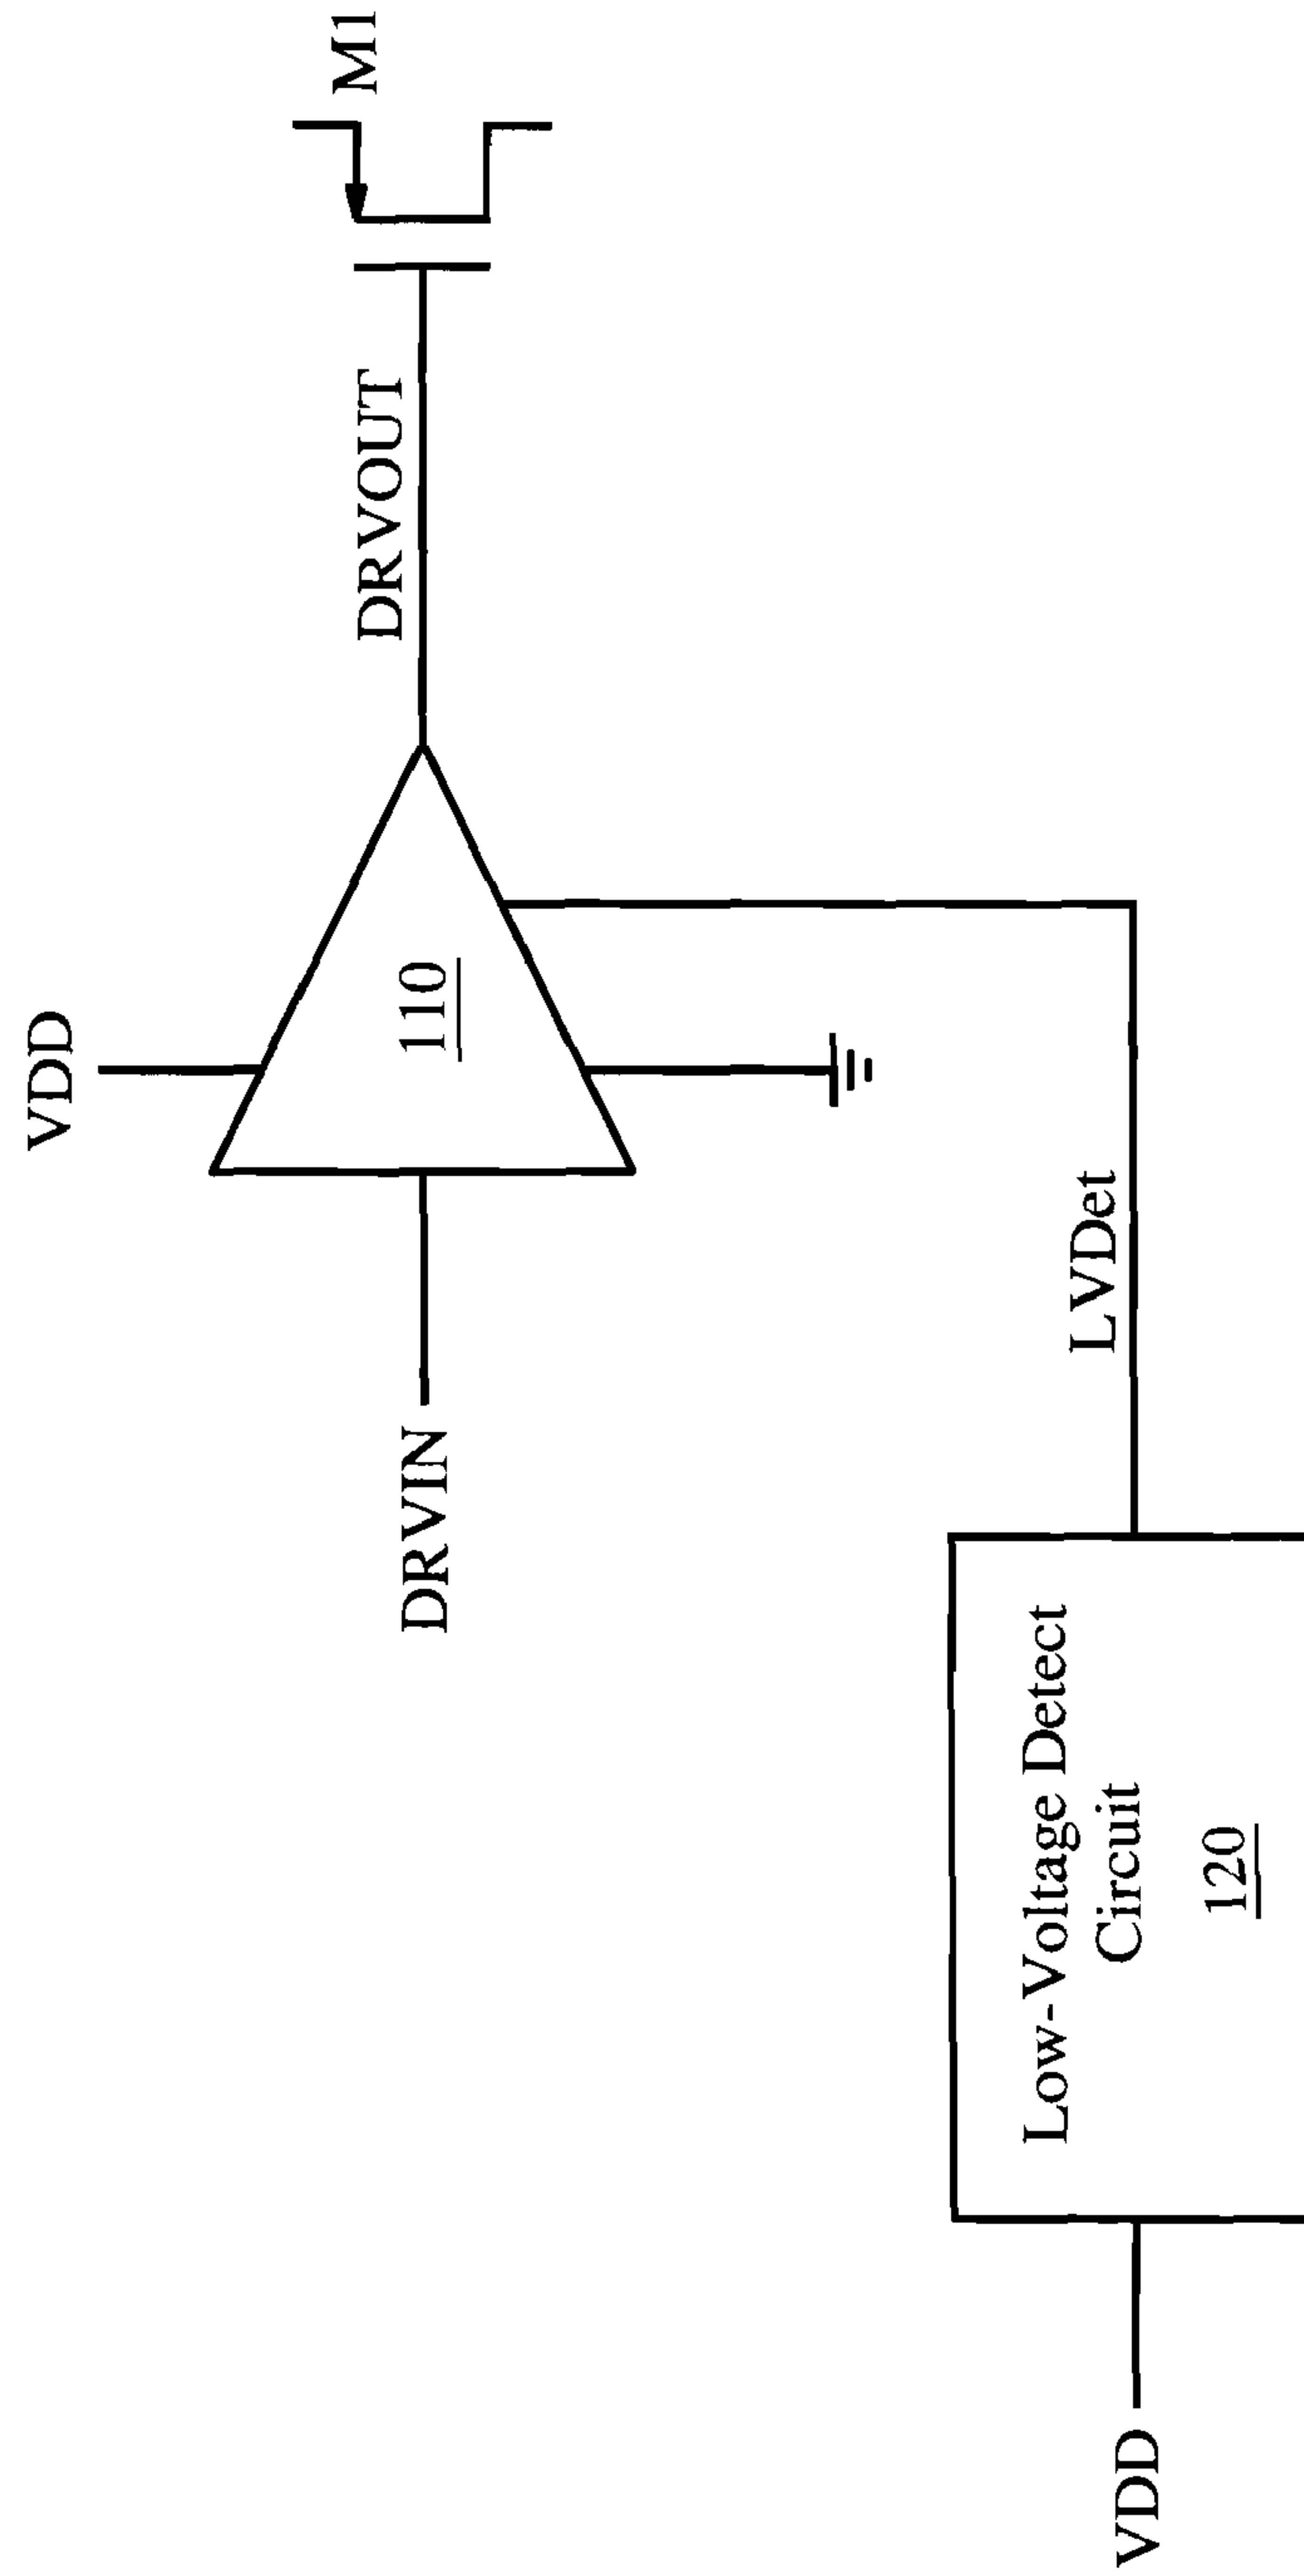 VDD
M1
DRVOUT
110
DRVIN
LVDet
Low-Voltage Detect
Circuit
120
VDD